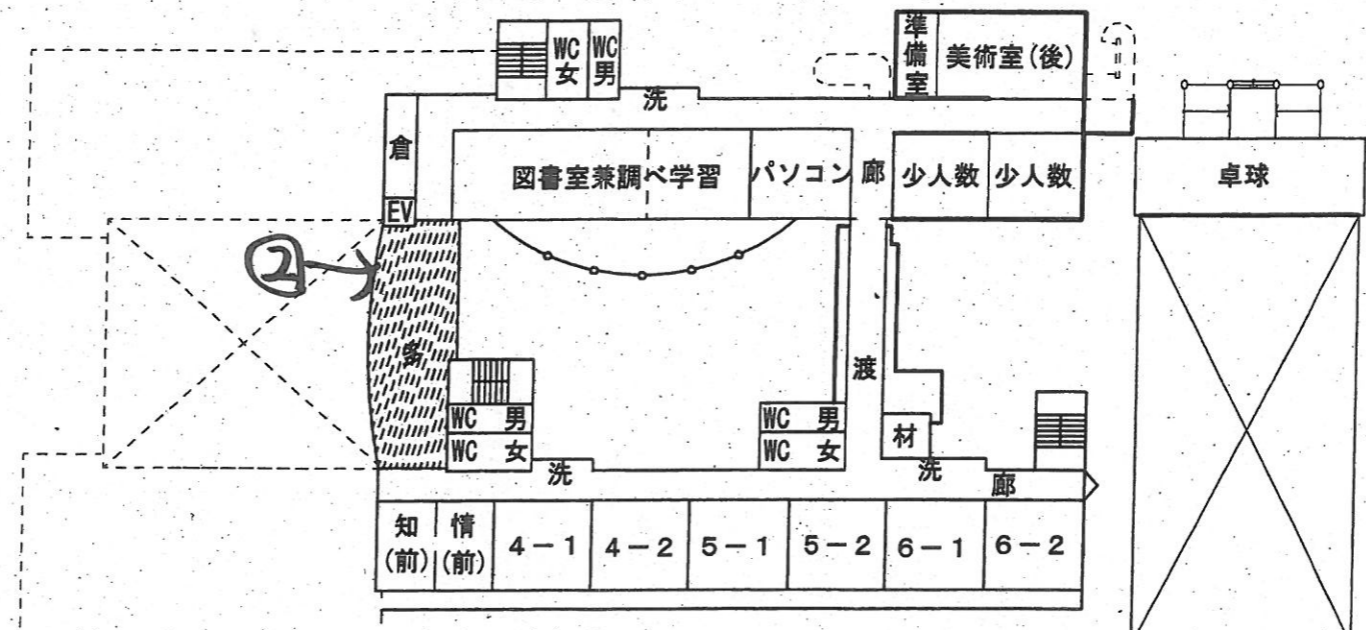 WC 女
WC 男
準備室
美術室(後)
洗
倉
図書室兼調べ学習
パソコン
廊
少人数
少人数
卓球
EV
②
渡
WC 男
WC 女
WC 男
WC 女
材
洗
洗
廊
知(前)
情(前)
4-1
4-2
5-1
5-2
6-1
6-2